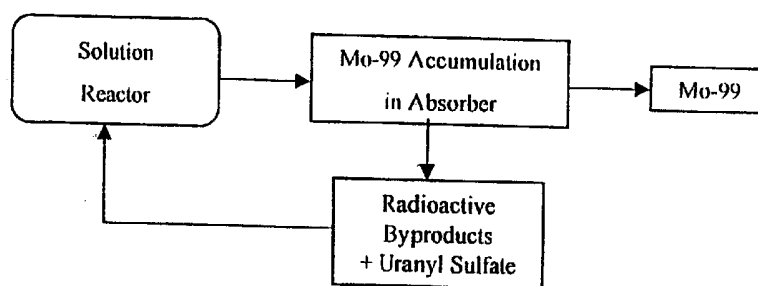 Solution
Reactor
Mo-99 Accumulation
in Absorber
Mo-99
Radioactive
Byproducts
+ Uranyl Sulfate